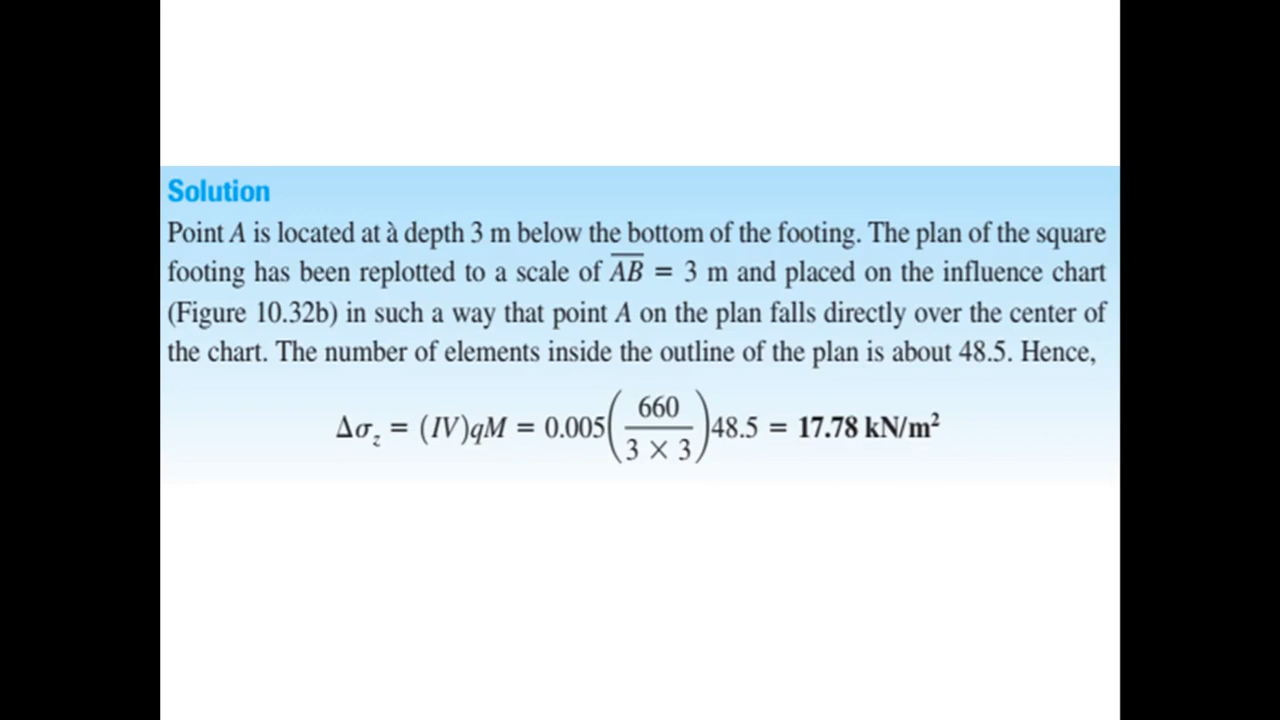 Solution
Point A is located at à depth 3 m below the bottom of the footing. The plan of the square
footing has been replotted to a scale of A̅B̅ = 3 m and placed on the influence chart
(Figure 10.32b) in such a way that point A on the plan falls directly over the center of
the chart. The number of elements inside the outline of the plan is about 48.5. Hence,
Δσz = (IV)qM = 0.005(660 / 3 × 3)48.5 = 17.78 kN/m²